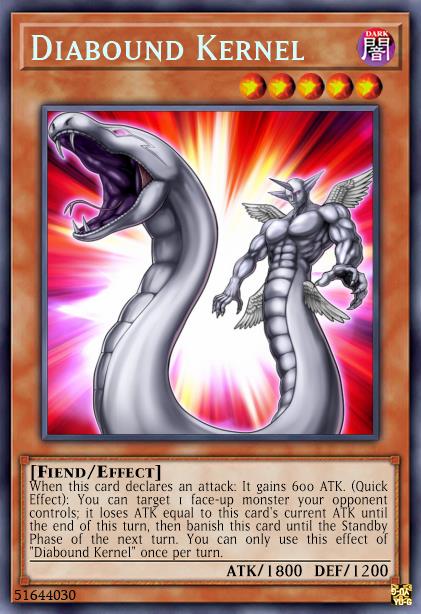 DIABOUND KERNEL
DARK
闇
[FIEND/EFFECT]
When this card declares an attack: It gains 600 ATK. (Quick
Effect): You can target 1 face-up monster your opponent
controls; it loses ATK equal to this card's current ATK until
the end of this turn, then banish this card until the Standby
Phase of the next turn. You can only use this effect of
"Diabound Kernel" once per turn.
ATK/1800 DEF/1200
51644030